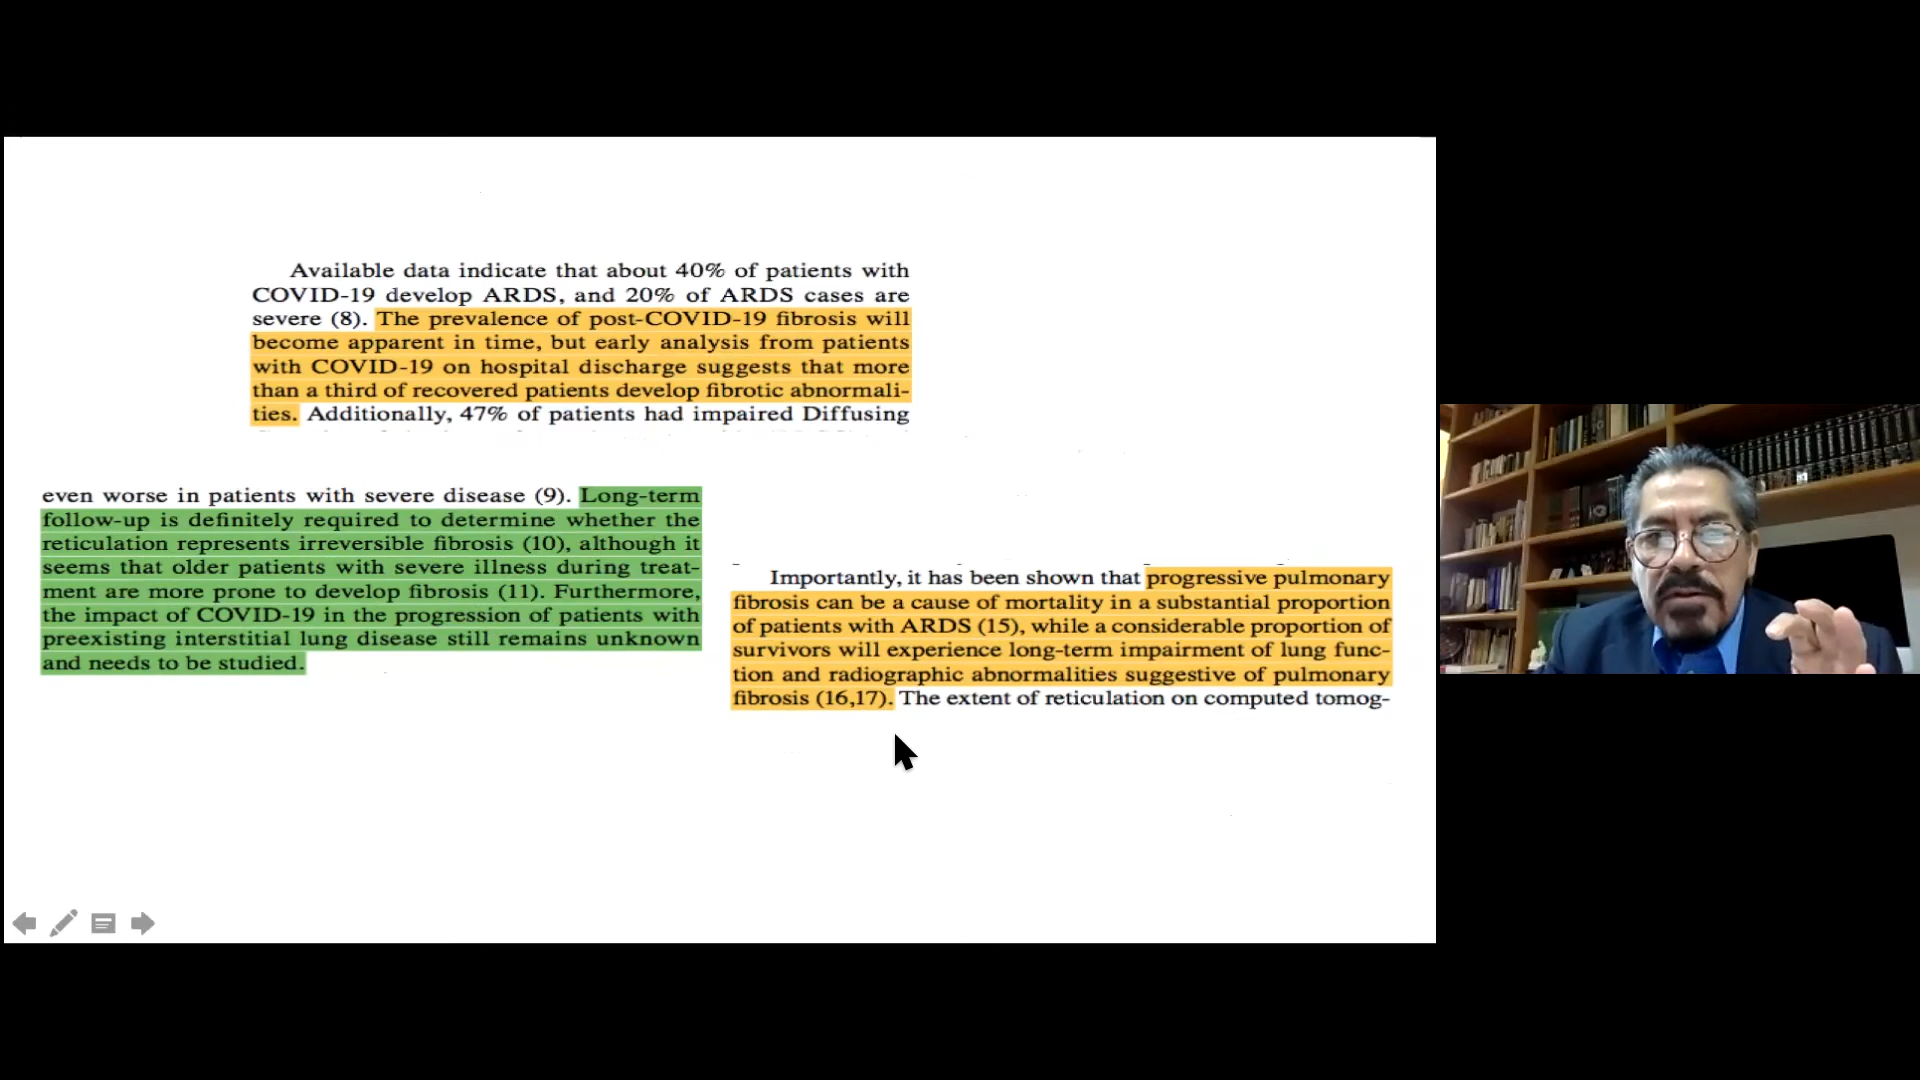 Available data indicate that about 40% of patients with
COVID-19 develop ARDS, and 20% of ARDS cases are
severe (8). The prevalence of post-COVID-19 fibrosis will
become apparent in time, but early analysis from patients
with COVID-19 on hospital discharge suggests that more
than a third of recovered patients develop fibrotic abnormali-
ties. Additionally, 47% of patients had impaired Diffusing
even worse in patients with severe disease (9). Long-term
follow-up is definitely required to determine whether the
reticulation represents irreversible fibrosis (10), although it
seems that older patients with severe illness during treat-
ment are more prone to develop fibrosis (11). Furthermore,
the impact of COVID-19 in the progression of patients with
preexisting interstitial lung disease still remains unknown
and needs to be studied.
Importantly, it has been shown that progressive pulmonary
fibrosis can be a cause of mortality in a substantial proportion
of patients with ARDS (15), while a considerable proportion of
survivors will experience long-term impairment of lung func-
tion and radiographic abnormalities suggestive of pulmonary
fibrosis (16,17). The extent of reticulation on computed tomog-